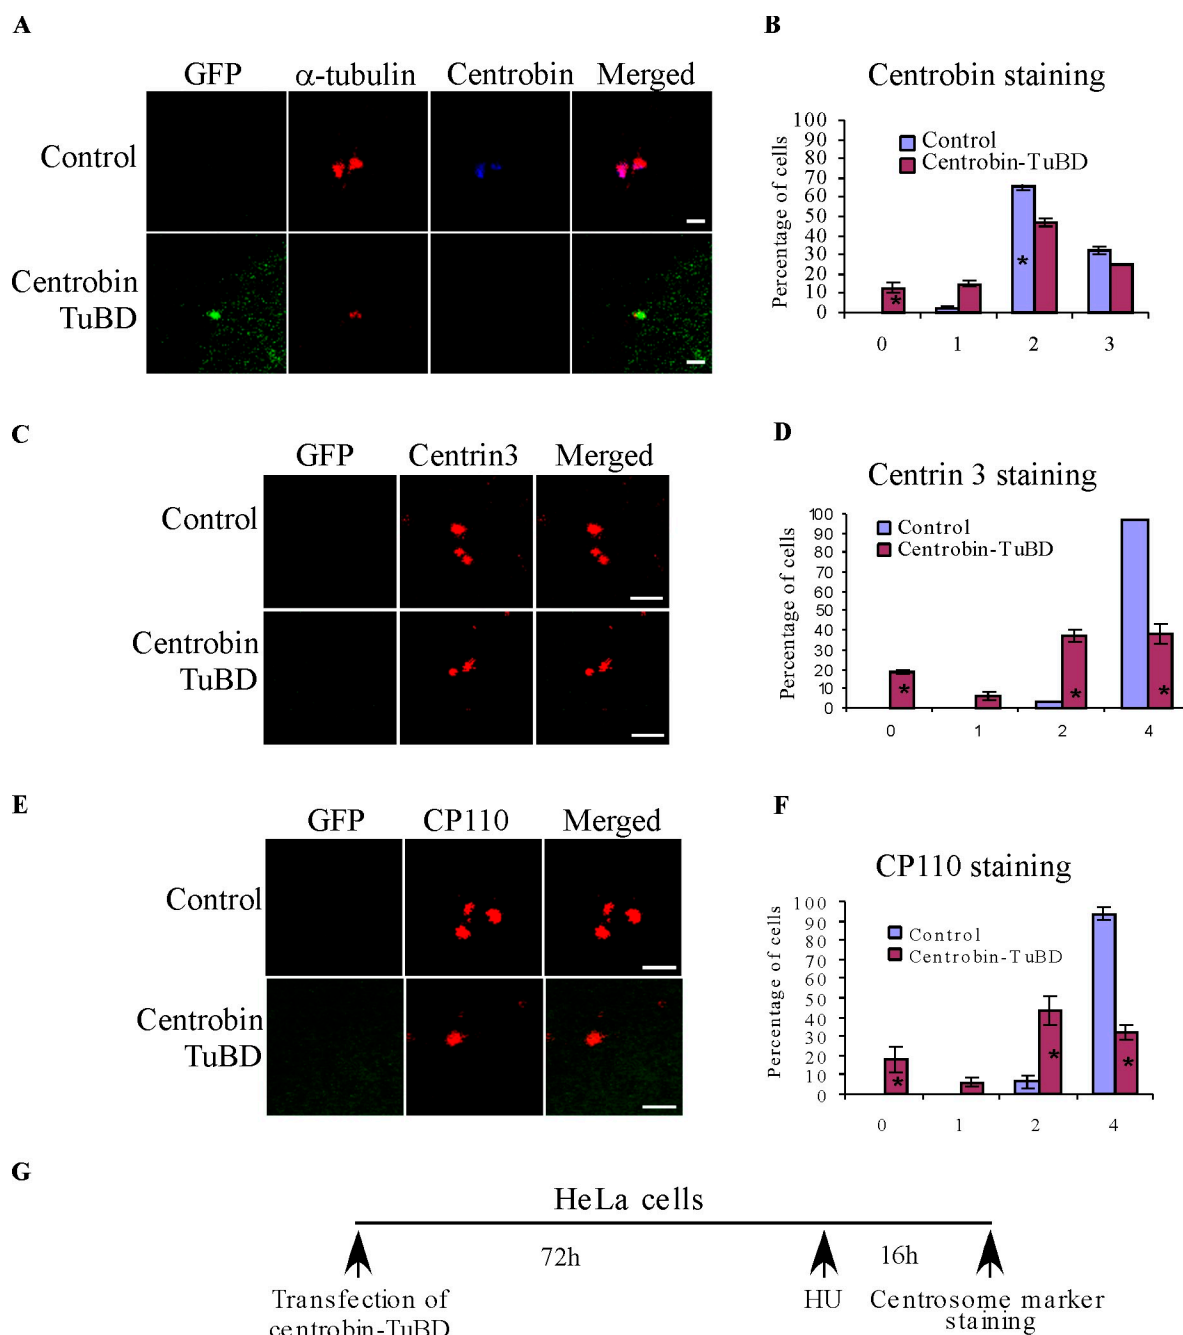 A
GFP α-tubulin Centrobin Merged
Control
Centrobin
TuBD
B
Centrobin staining
Percentage of cells
100
90
80
70
60
50
40
30
20
10
0
Control
Centrobin-TuBD
*
*
0 1 2 3
C
GFP Centrin3 Merged
Control
Centrobin
TuBD
D
Centrin 3 staining
Percentage of cells
100
90
80
70
60
50
40
30
20
10
0
Control
Centrobin-TuBD
* * *
0 1 2 4
E
GFP CP110 Merged
Control
Centrobin
TuBD
F
CP110 staining
Percentage of cells
100
90
80
70
60
50
40
30
20
10
0
Control
Centrobin-TuBD
* * *
0 1 2 4
G
HeLa cells
72h 16h
Transfection of
centrobin-TuBD
HU
Centrosome marker
staining